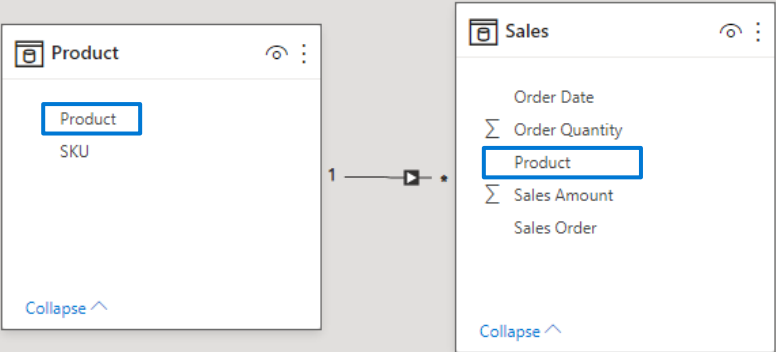 Product
Product
SKU
Collapse
1
*
Sales
Order Date
Σ Order Quantity
Product
Σ Sales Amount
Sales Order
Collapse